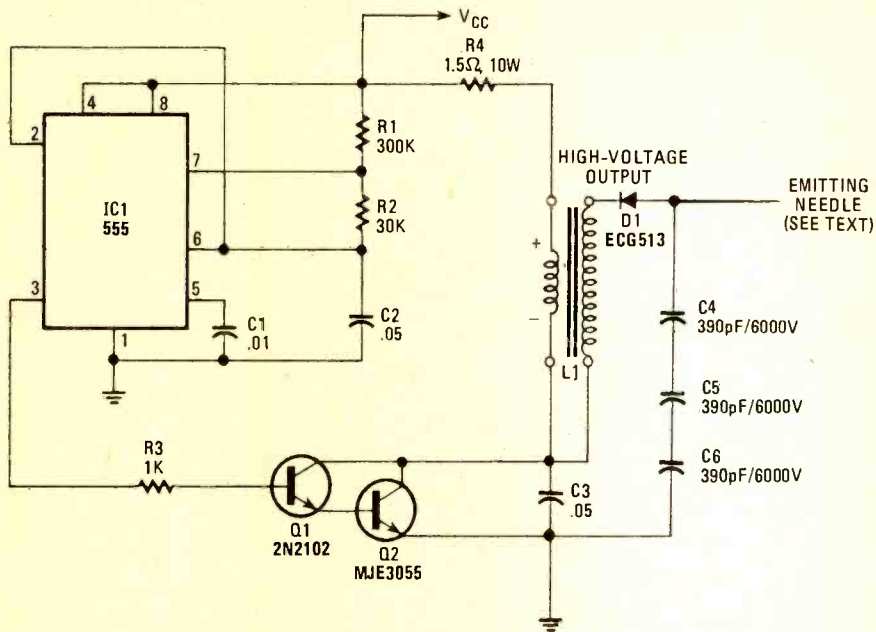 VCC
R4
1.5Ω, 10W
4
8
2
R1
300K
7
HIGH-VOLTAGE
OUTPUT
EMITTING
NEEDLE
(SEE TEXT)
IC1
555
R2
30K
D1
ECG513
6
+
3
5
C1
.01
C2
.05
C4
390pF/6000V
1
–
L1
C5
390pF/6000V
R3
1K
C3
.05
C6
390pF/6000V
Q1
2N2102
Q2
MJE3055